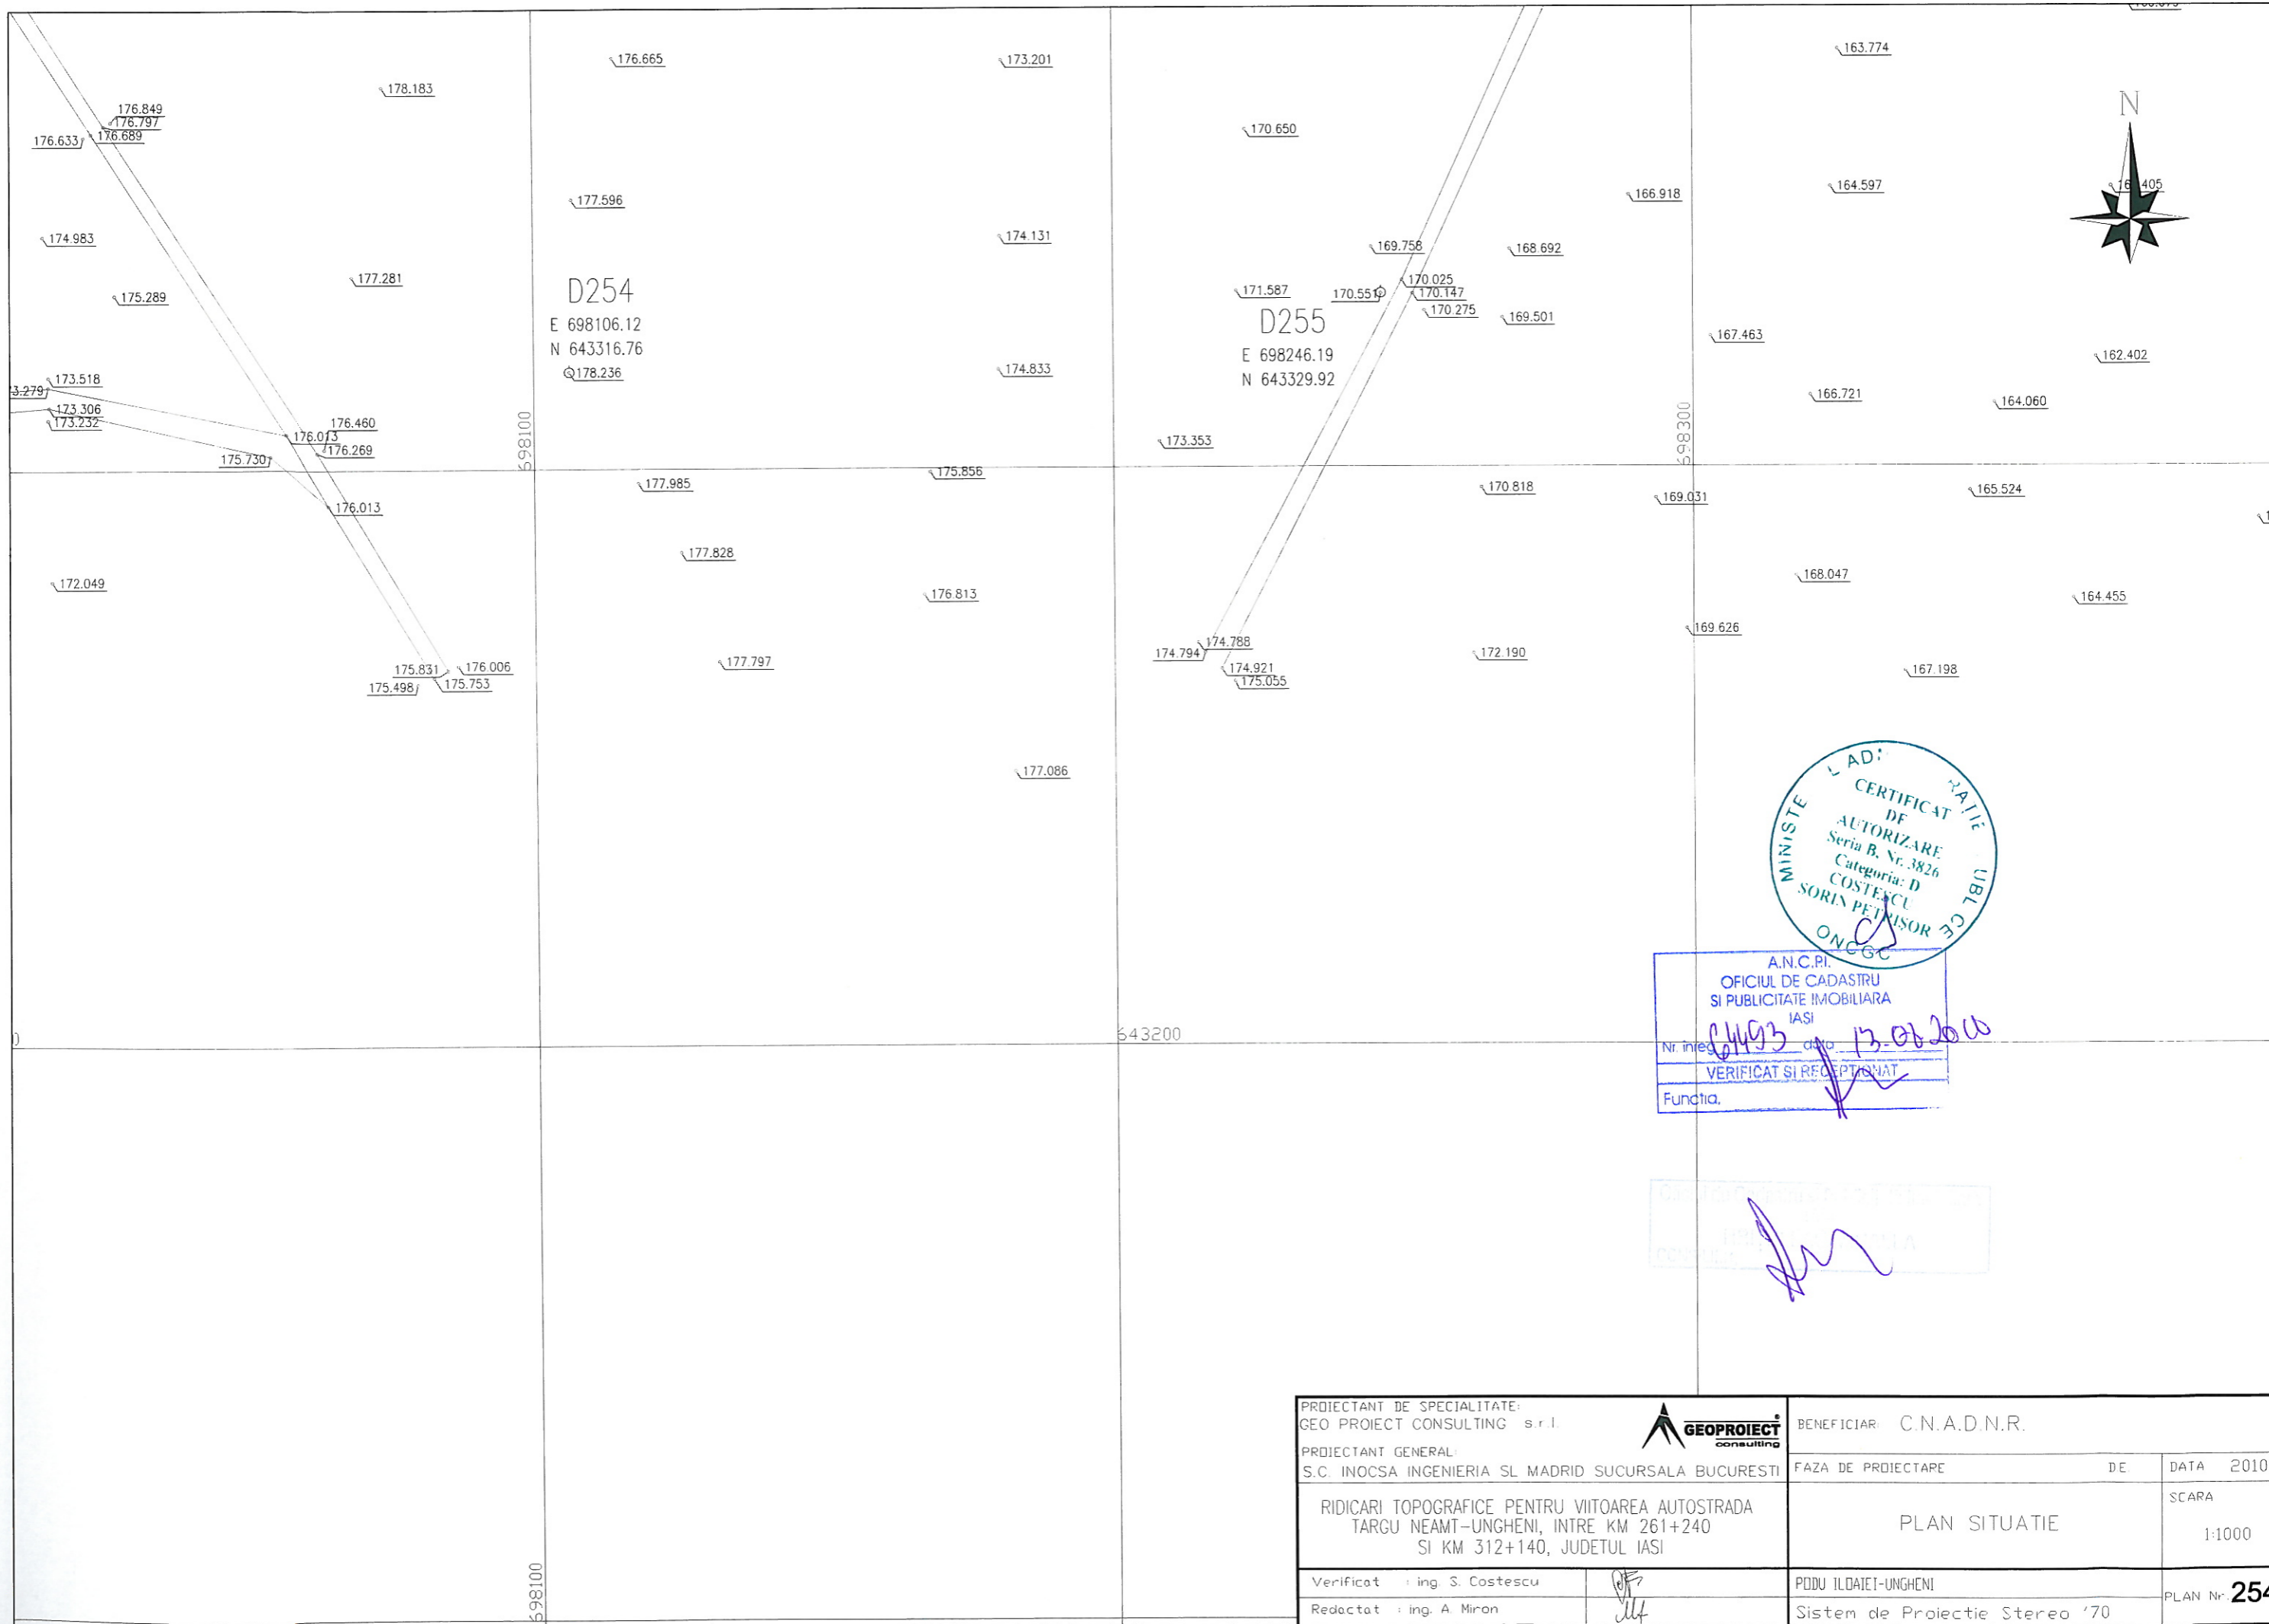 176.665
173.201
163.774
178.183
176.849
176.797
176.689
176.633
170.650
N
177.596
166.918
164.597
174.983
174.131
169.758
168.692
177.281
175.289
170.025
171.587
170.551
170.147
170.275
169.501
D254
E 698106.12
N 643316.76
178.236
D255
E 698246.19
N 643329.92
167.463
162.402
173.518
173.306
173.232
174.833
166.721
164.060
176.460
176.013
176.269
175.730
698100
173.353
698300
177.985
175.856
170.818
169.031
165.524
176.013
177.828
172.049
176.813
168.047
164.455
169.626
174.788
174.794
174.921
175.055
172.190
167.198
175.831
176.006
175.753
175.498
177.797
177.086
CERTIFICAT
DE
AUTORIZARE
Seria B, Nr. 3826
Categoria: D
COSTESCU
SORIN PETRISOR
ONCGC
A.N.C.P.I.
OFICIUL DE CADASTRU
SI PUBLICITATE IMOBILIARA
IASI
Nr. inreg 61493 data
VERIFICAT SI RECEPTIONAT
Functia,
643200
698100
PROIECTANT DE SPECIALITATE:
GEO PROIECT CONSULTING s.r.l.
GEOPROIECT
consulting
PROIECTANT GENERAL:
S.C. INOCSA INGENIERIA SL MADRID SUCURSALA BUCURESTI
BENEFICIAR: C.N.A.D.N.R.
FAZA DE PROIECTARE D.E. DATA 2010
RIDICARI TOPOGRAFICE PENTRU VIITOAREA AUTOSTRADA
TARGU NEAMT-UNGHENI, INTRE KM 261+240
SI KM 312+140, JUDETUL IASI
PLAN SITUATIE
SCARA
1:1000
Verificat : ing. S. Costescu
Redactat : ing. A. Miron
PODU ILOAIEI-UNGHENI
Sistem de Proiectie Stereo '70
PLAN Nr. 254